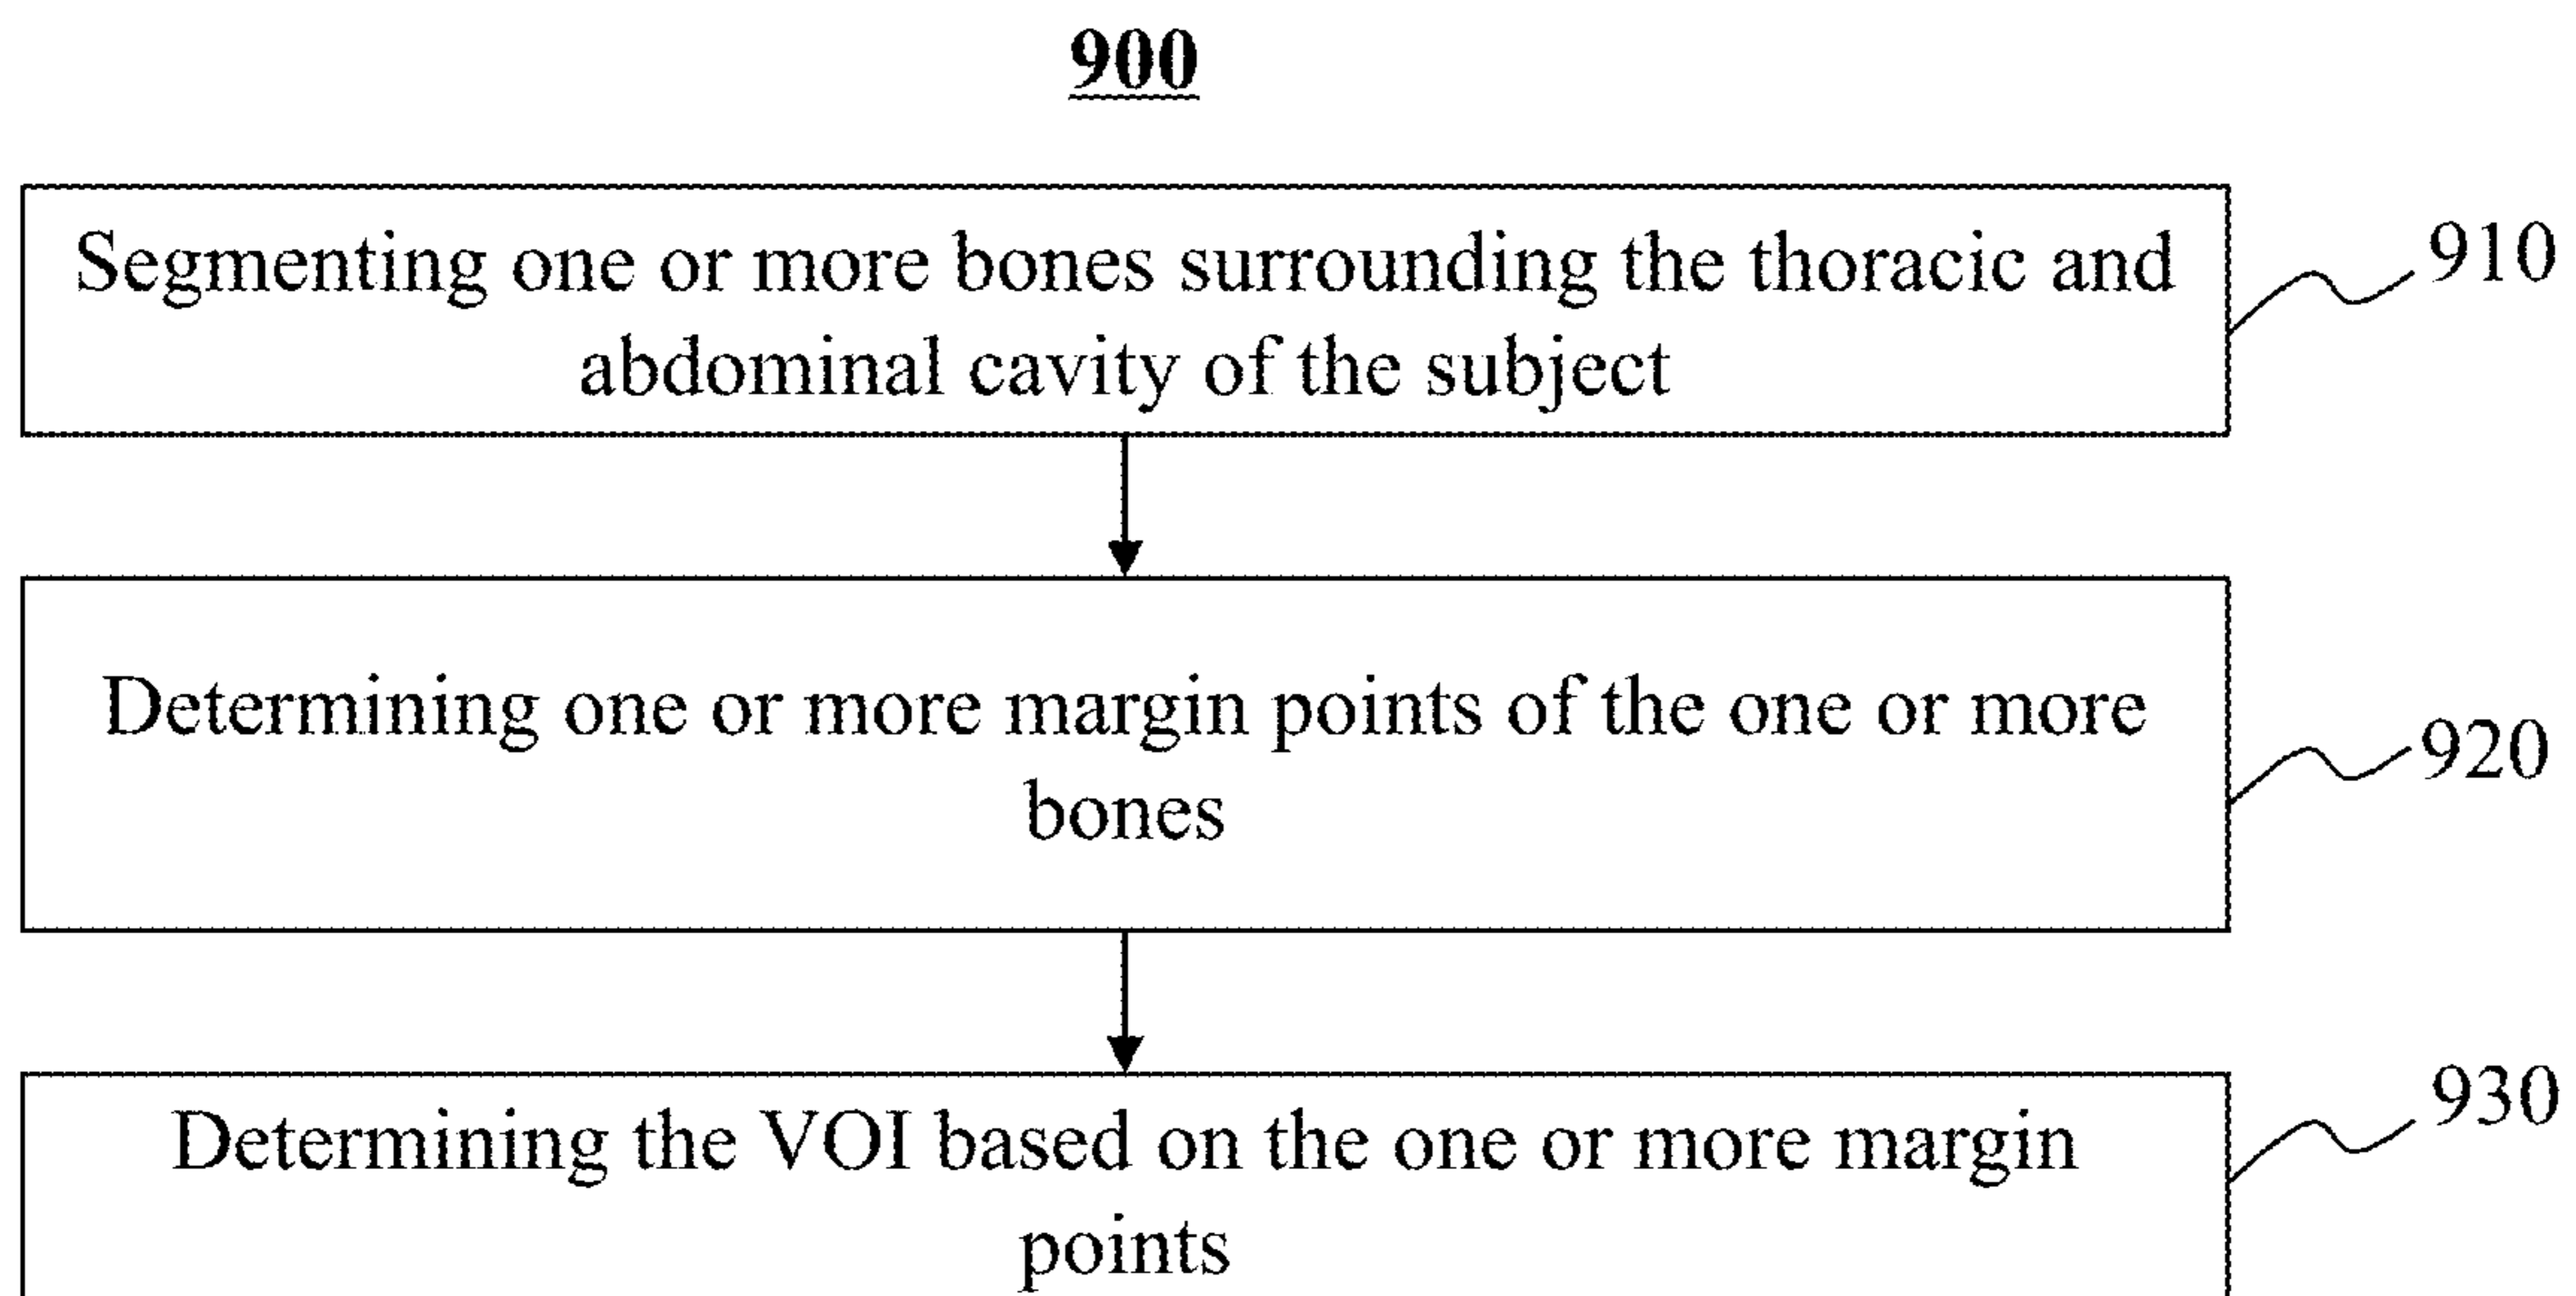 900
Segmenting one or more bones surrounding the thoracic and
abdominal cavity of the subject
910
Determining one or more margin points of the one or more
bones
920
Determining the VOI based on the one or more margin
points
930